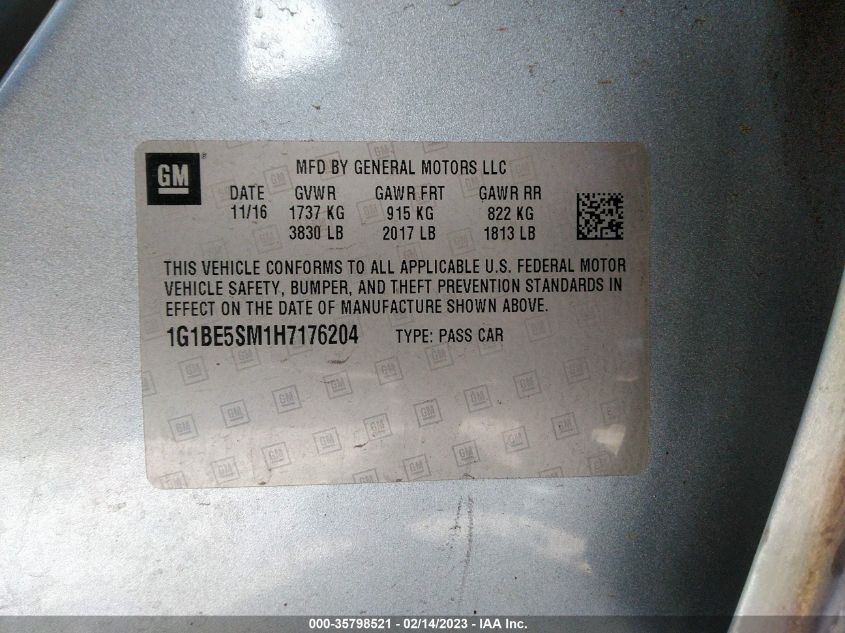 GM
MFD BY GENERAL MOTORS LLC
DATE GVWR GAWR FRT GAWR RR
11/16 1737 KG 915 KG 822 KG
3830 LB 2017 LB 1813 LB
THIS VEHICLE CONFORMS TO ALL APPLICABLE U.S. FEDERAL MOTOR
VEHICLE SAFETY, BUMPER, AND THEFT PREVENTION STANDARDS IN
EFFECT ON THE DATE OF MANUFACTURE SHOWN ABOVE.
1G1BE5SM1H7176204 TYPE: PASS CAR
000-35798521 - 02/14/2023 - IAA Inc.